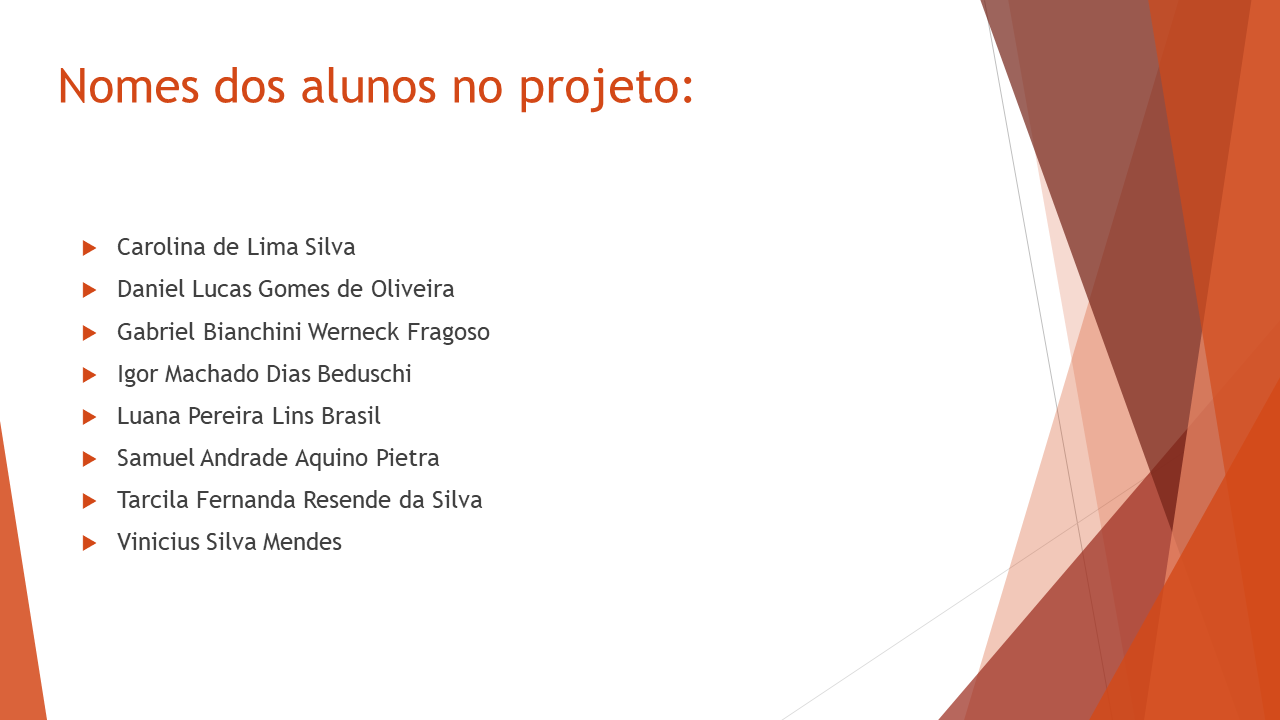 Nomes dos alunos no projeto:
Carolina de Lima Silva
Daniel Lucas Gomes de Oliveira
Gabriel Bianchini Werneck Fragoso
Igor Machado Dias Beduschi
Luana Pereira Lins Brasil
Samuel Andrade Aquino Pietra
Tarcila Fernanda Resende da Silva
Vinicius Silva Mendes